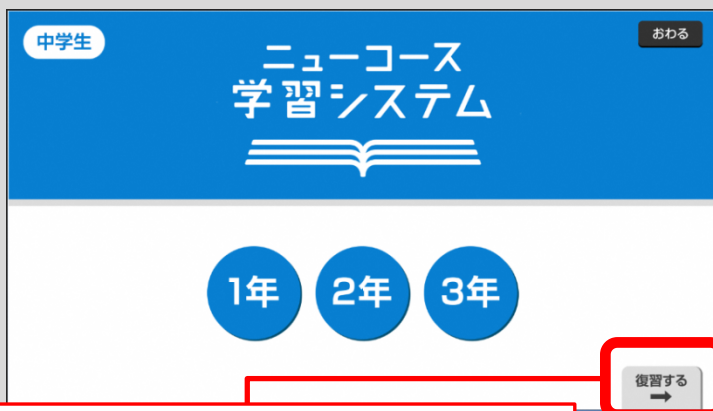 中学生
おわる
ニューコース
学習システム
1年 2年 3年
復習する